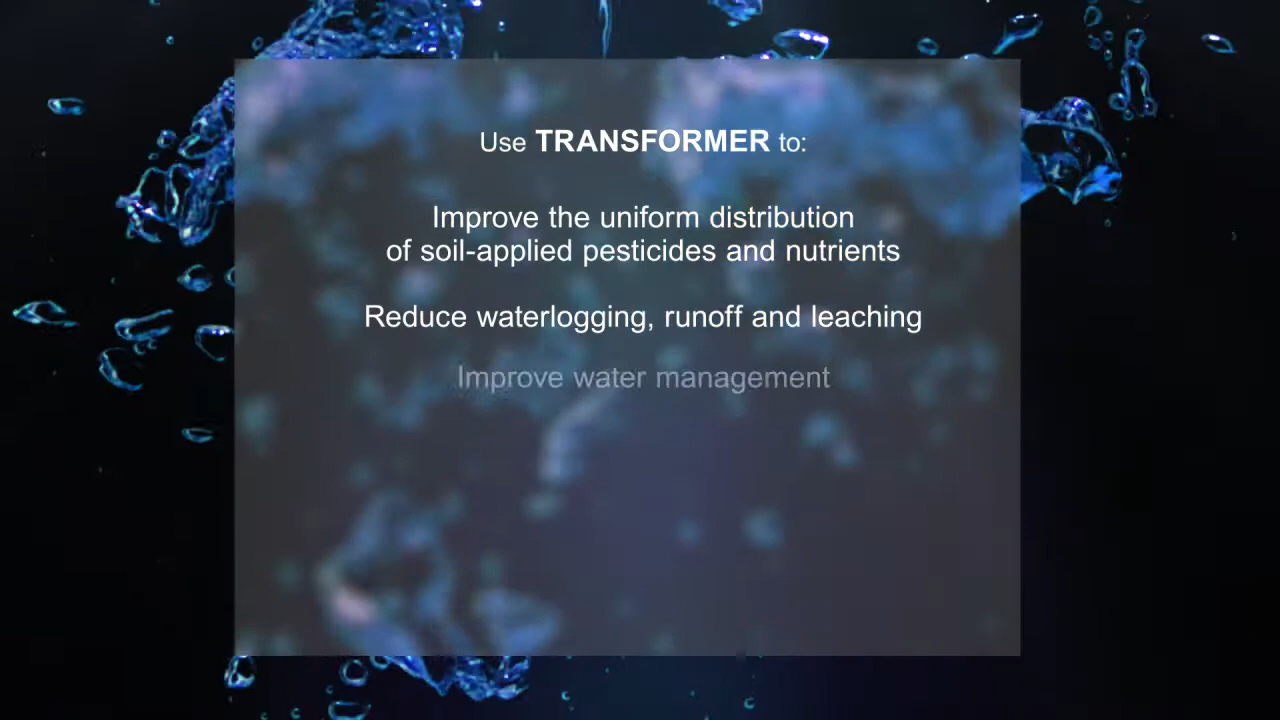 Use TRANSFORMER to:
Improve the uniform distribution
of soil-applied pesticides and nutrients
Reduce waterlogging, runoff and leaching
Improve water management